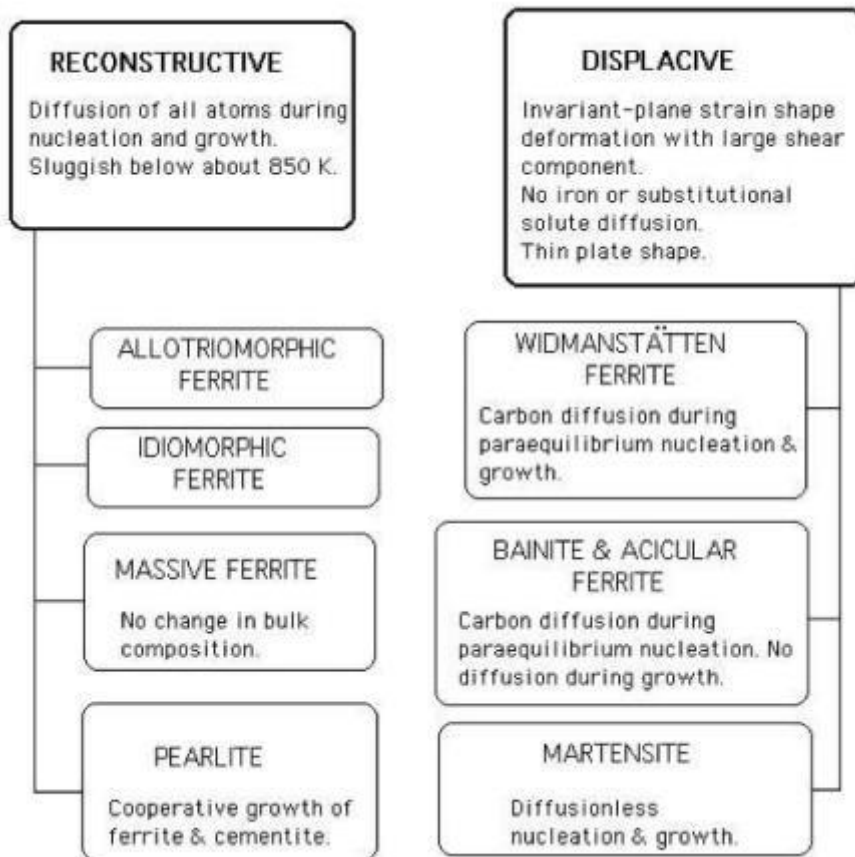 RECONSTRUCTIVE
Diffusion of all atoms during
nucleation and growth.
Sluggish below about 850 K.
ALLOTRIOMORPHIC
FERRITE
IDIOMORPHIC
FERRITE
MASSIVE FERRITE
No change in bulk
composition.
PEARLITE
Cooperative growth of
ferrite & cementite.
DISPLACIVE
Invariant-plane strain shape
deformation with large shear
component.
No iron or substitutional
solute diffusion.
Thin plate shape.
WIDMANSTÄTTEN
FERRITE
Carbon diffusion during
paraequilibrium nucleation &
growth.
BAINITE & ACICULAR
FERRITE
Carbon diffusion during
paraequilibrium nucleation. No
diffusion during growth.
MARTENSITE
Diffusionless
nucleation & growth.